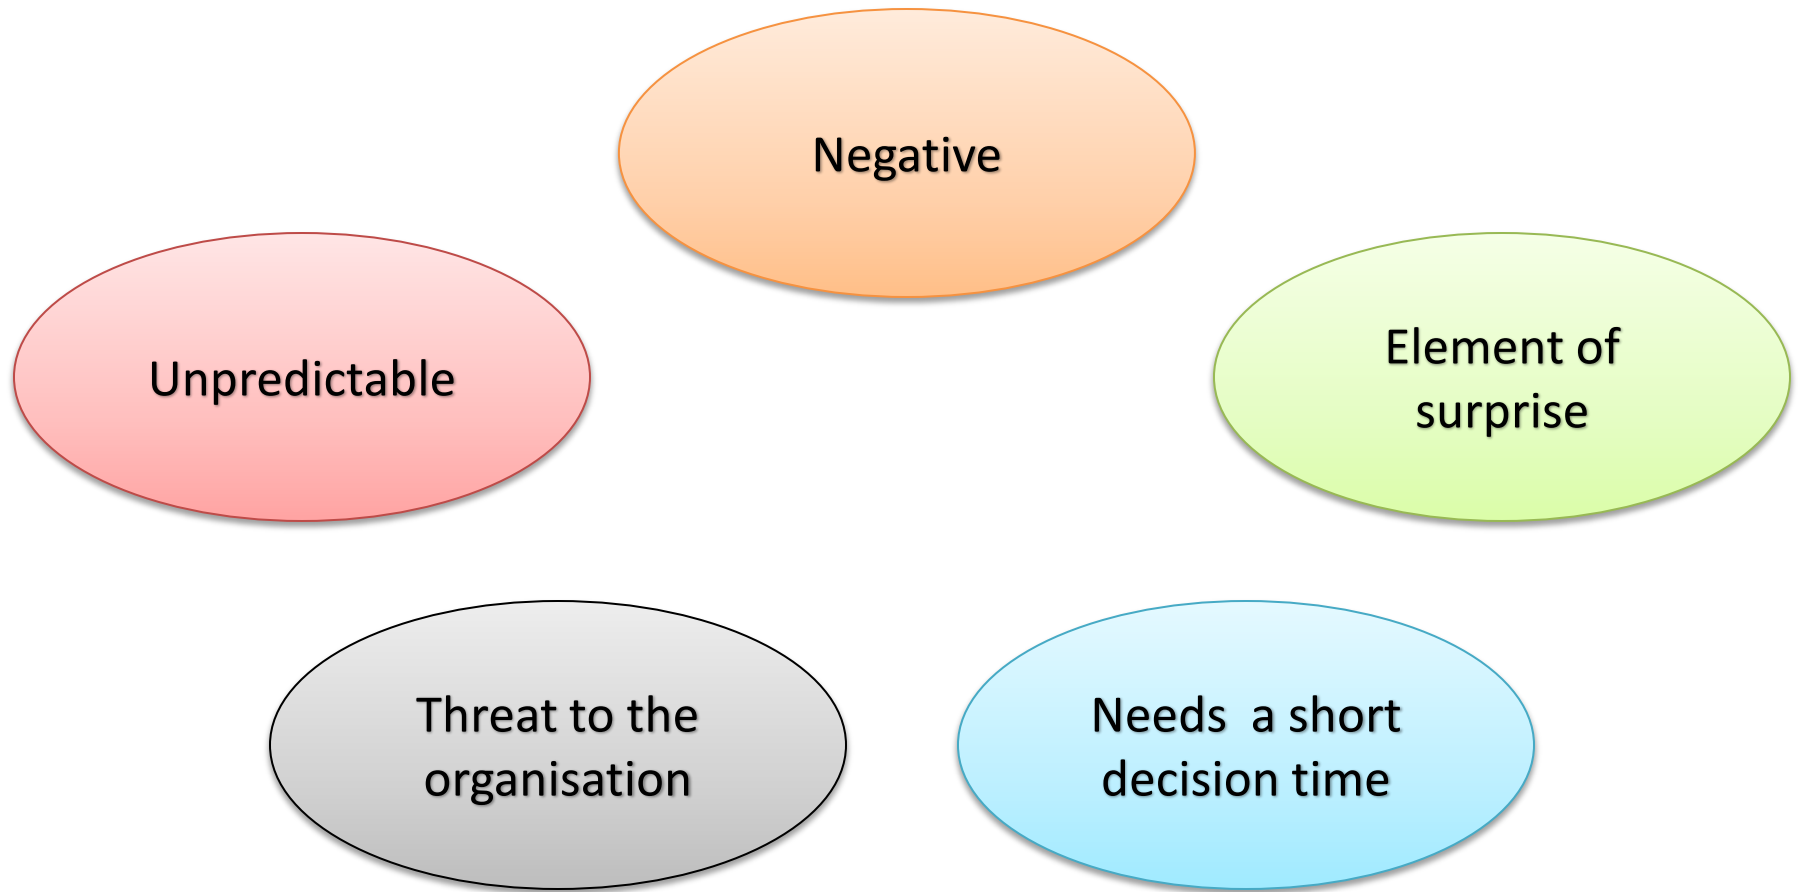 Negative
Unpredictable
Element of
surprise
Threat to the
organisation
Needs  a short
decision time